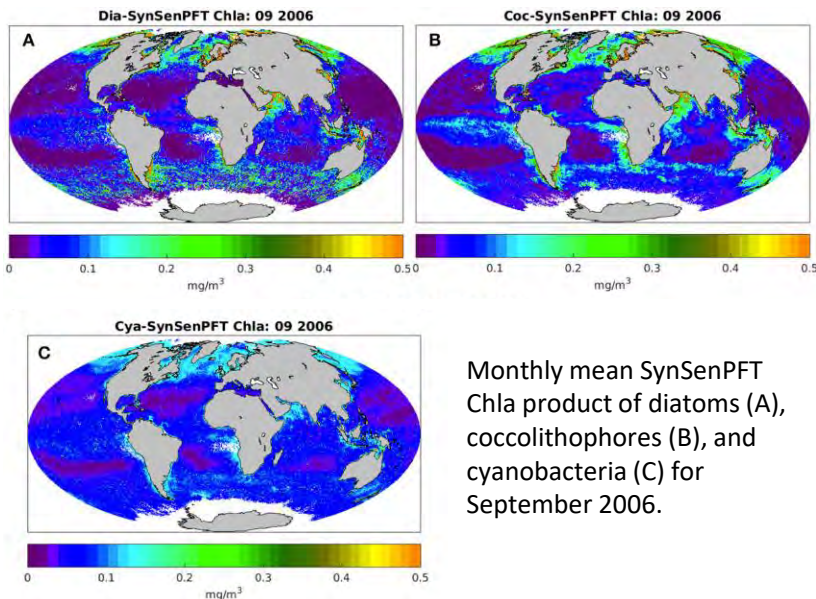 Dia-SynSenPFT Chla: 09 2006
A
0 0.1 0.2 0.3 0.4 0.5
mg/m³
Coc-SynSenPFT Chla: 09 2006
B
0 0.1 0.2 0.3 0.4 0.5
mg/m³
Cya-SynSenPFT Chla: 09 2006
C
0 0.1 0.2 0.3 0.4 0.5
mg/m³
Monthly mean SynSenPFT
Chla product of diatoms (A),
coccolithophores (B), and
cyanobacteria (C) for
September 2006.